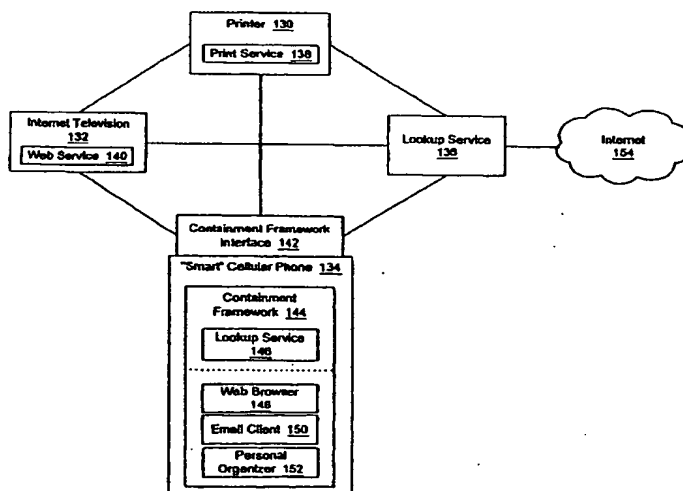 Printer 130
Print Service 138
Internet Television
132
Web Service 140
Lookup Service
136
Internet
154
Containment Framework
Interface 142
"Smart" Cellular Phone 134
Containment
Framework 144
Lookup Service
146
Web Browser
148
Email Client 150
Personal
Organizer 152